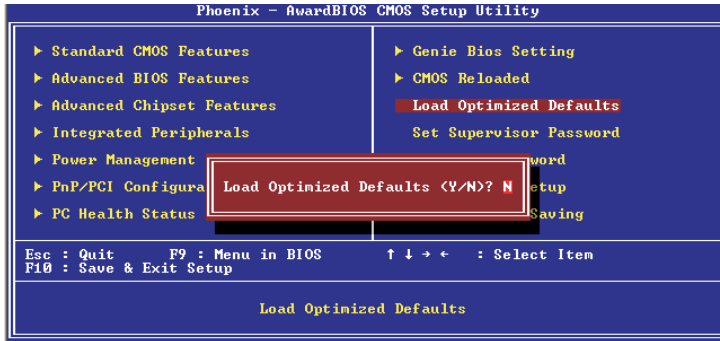 Phoenix - AwardBIOS CMOS Setup Utility
► Standard CMOS Features
► Advanced BIOS Features
► Advanced Chipset Features
► Integrated Peripherals
► Power Management
► PnP/PCI Configura
► PC Health Status
► Genie Bios Setting
► CMOS Reloaded
Load Optimized Defaults
Set Supervisor Password
word
etup
Saving
Load Optimized Defaults (Y/N)? N
Esc : Quit F9 : Menu in BIOS ↑ ↓ → ← : Select Item
F10 : Save & Exit Setup
Load Optimized Defaults